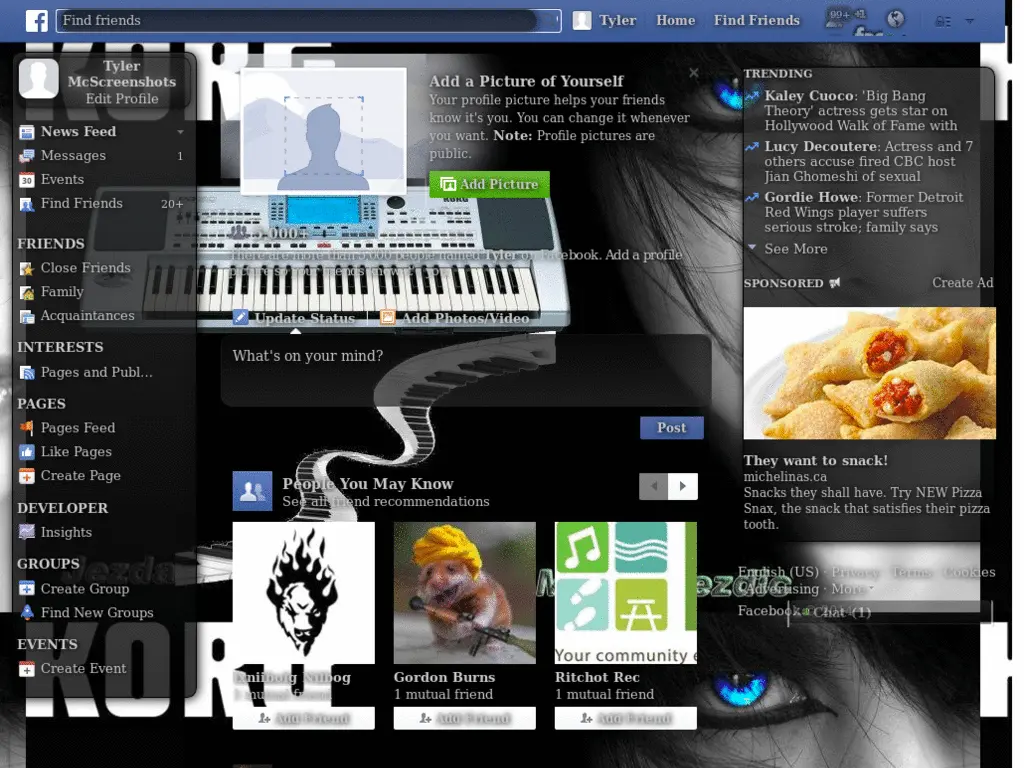 Find friends
Tyler
Home
Find Friends
99+
Tyler
McScreenshots
Edit Profile
News Feed
Messages 1
Events
Find Friends 20+
FRIENDS
Close Friends
Family
Acquaintances
INTERESTS
Pages and Publ...
PAGES
Pages Feed
Like Pages
Create Page
DEVELOPER
Insights
GROUPS
Create Group
Find New Groups
EVENTS
Create Event
Add a Picture of Yourself
Your profile picture helps your friends
know it's you. You can change it whenever
you want. Note: Profile pictures are
public.
Add Picture
KORG
5,000+
There are more than 5,000 people named Tyler on Facebook. Add a profile
picture so your friends know it's you.
Update Status
Add Photos/Video
What's on your mind?
Post
People You May Know
See all friend recommendations
Your community
Gordon Burns
1 mutual friend
Add Friend
Ritchot Rec
1 mutual friend
Add Friend
1 mutual friend
Add Friend
TRENDING
Kaley Cuoco: 'Big Bang
Theory' actress gets star on
Hollywood Walk of Fame with
Lucy Decoutere: Actress and 7
others accuse fired CBC host
Jian Ghomeshi of sexual
Gordie Howe: Former Detroit
Red Wings player suffers
serious stroke; family says
See More
SPONSORED
Create Ad
They want to snack!
michelinas.ca
Snacks they shall have. Try NEW Pizza
Snax, the snack that satisfies their pizza
tooth.
English (US) · Privacy · Terms · Cookies
· Advertising · More
Chat (1)